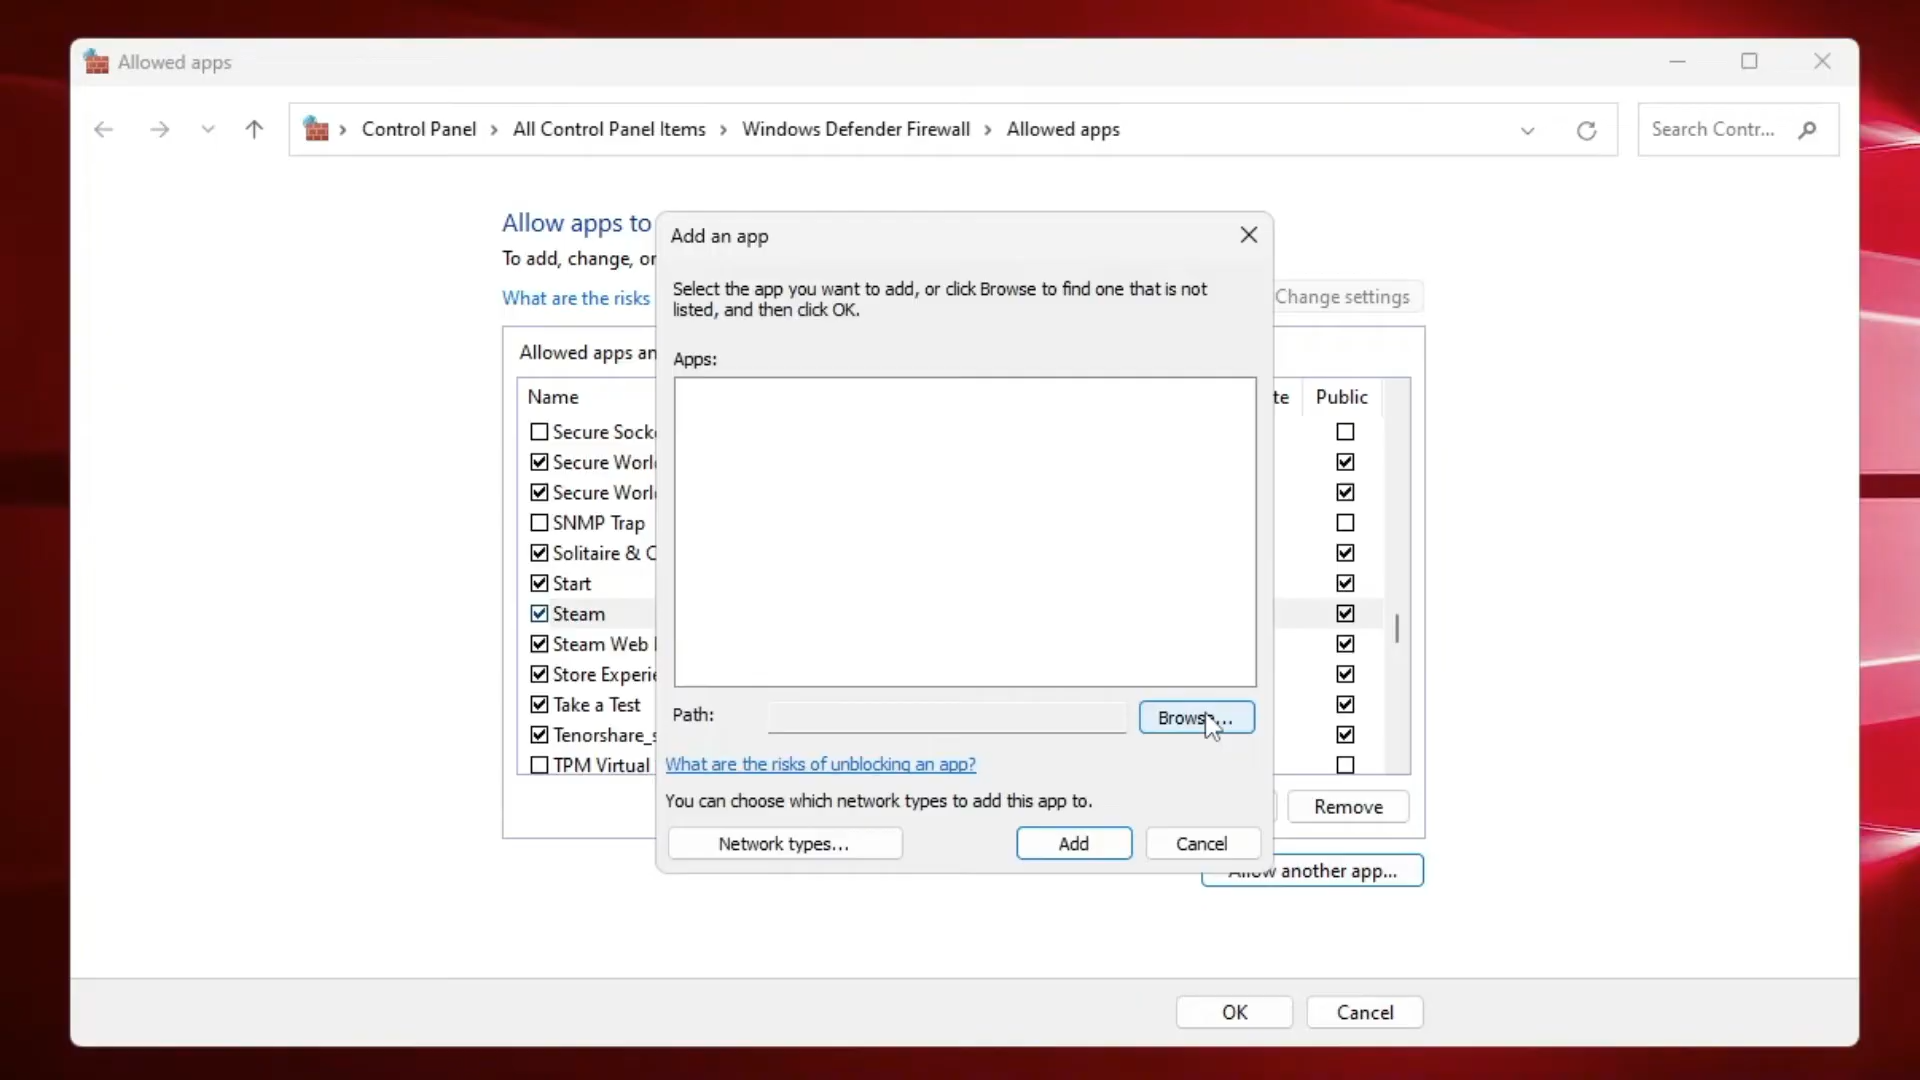 Allowed apps
Control Panel > All Control Panel Items > Windows Defender Firewall > Allowed apps
Search Contr...
Allow apps to
To add, change, or
What are the risks
Change settings
Allowed apps an
Name
te
Public
Secure Sock
Secure Worl
Secure Worl
SNMP Trap
Solitaire & C
Start
Steam
Steam Web
Store Experie
Take a Test
Tenorshare_s
TPM Virtual
Remove
Allow another app...
OK
Cancel
Add an app
Select the app you want to add, or click Browse to find one that is not
listed, and then click OK.
Apps:
Path:
Browse...
What are the risks of unblocking an app?
You can choose which network types to add this app to.
Network types...
Add
Cancel